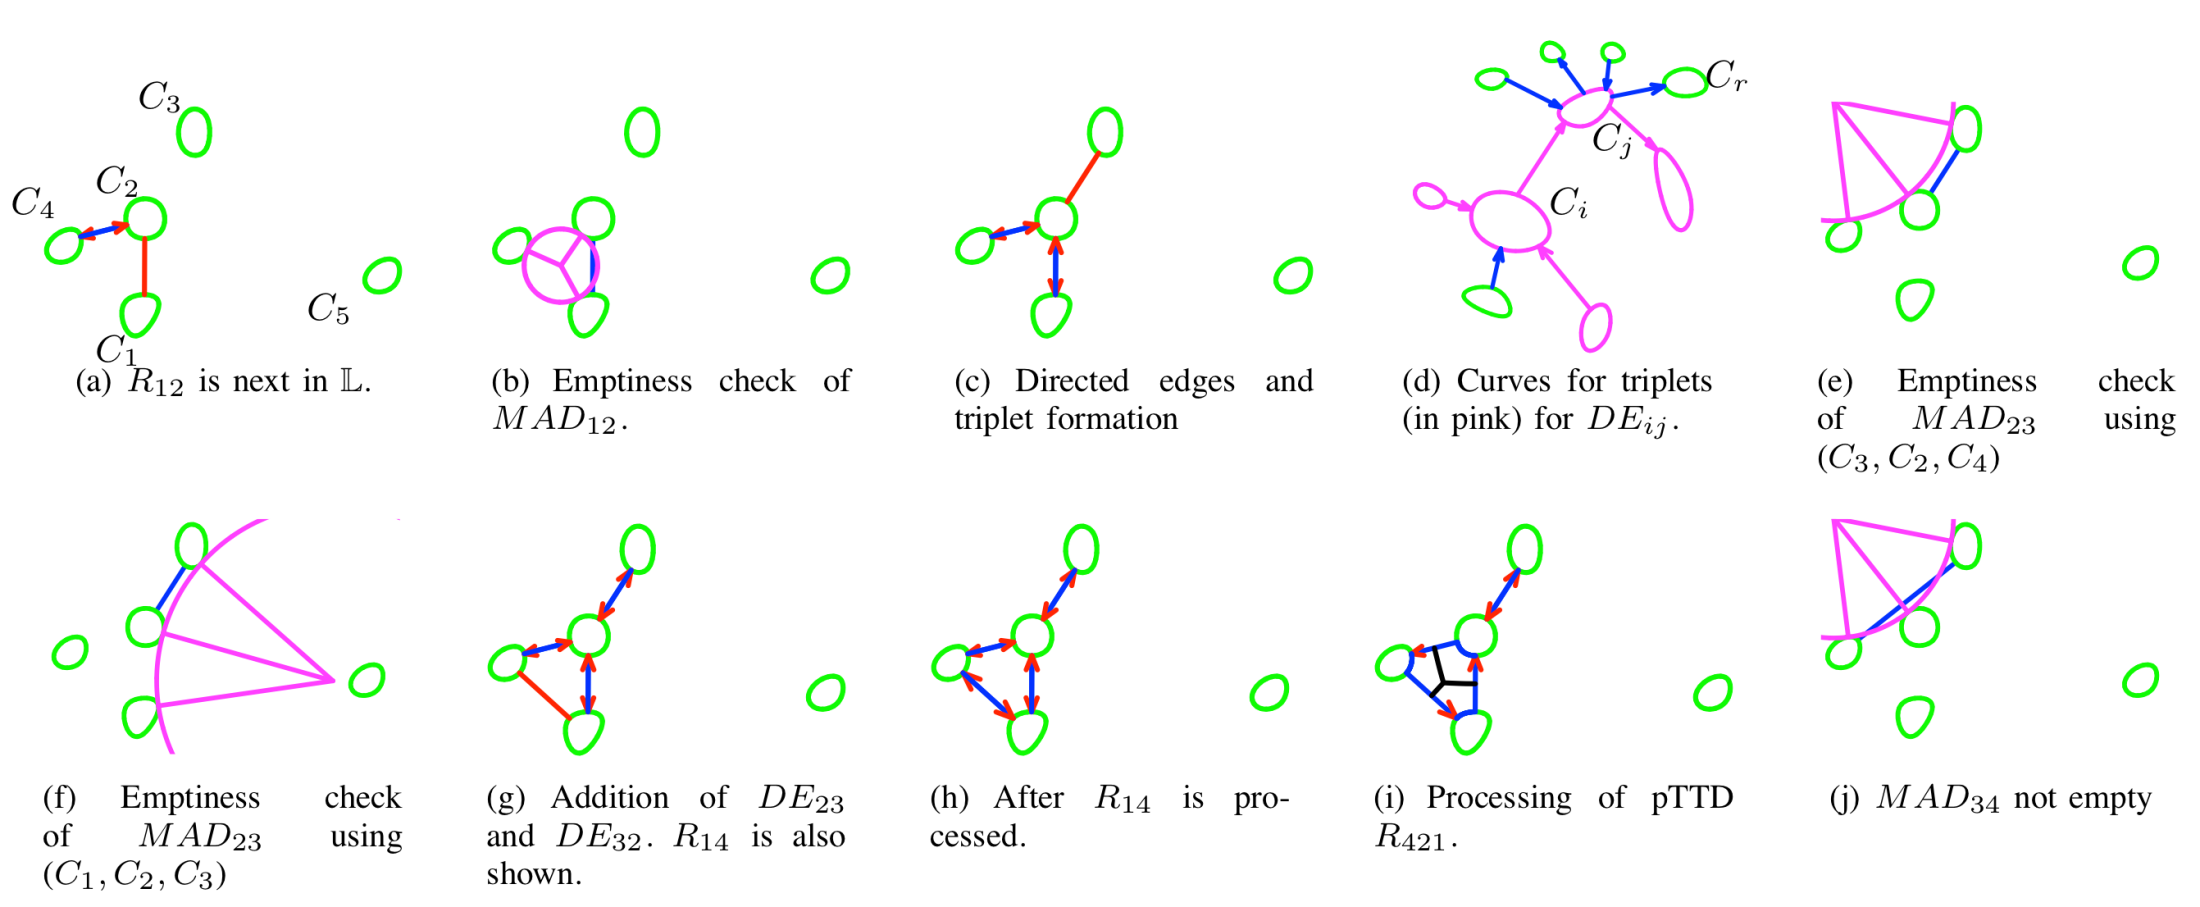 C3
C2
C4
C5
C1
(a) R12 is next in 𝕃.
(b) Emptiness check of
MAD12.
(c) Directed edges and
triplet formation
Cr
Cj
Ci
(d) Curves for triplets
(in pink) for DEij.
(e) Emptiness check
of MAD23 using
(C3, C2, C4)
(f) Emptiness check
of MAD23 using
(C1, C2, C3)
(g) Addition of DE23
and DE32. R14 is also
shown.
(h) After R14 is pro-
cessed.
(i) Processing of pTTD
R421.
(j) MAD34 not empty